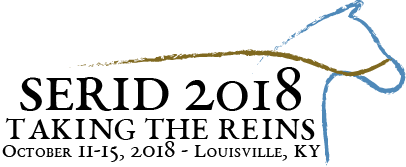 SERID 2018
TAKING THE REINS
October 11-15, 2018 - Louisville, KY